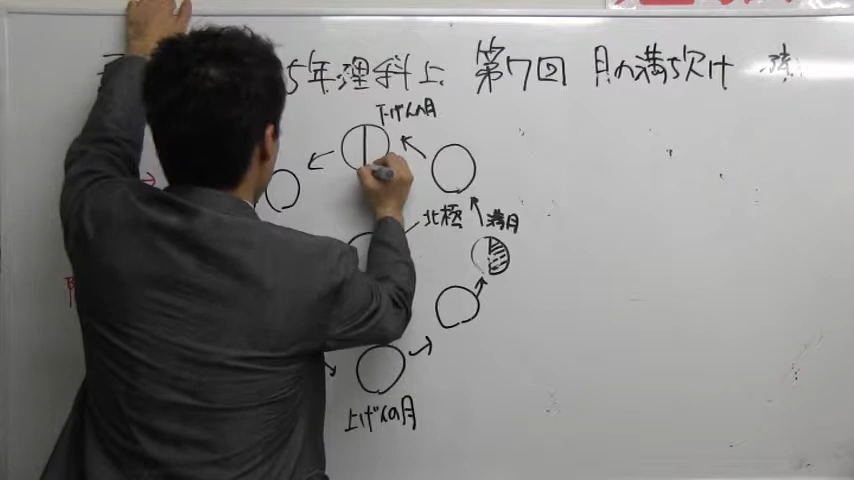 5年理科上 第7回 月の満ち欠け
下げんの月
北極
満月
上げんの月